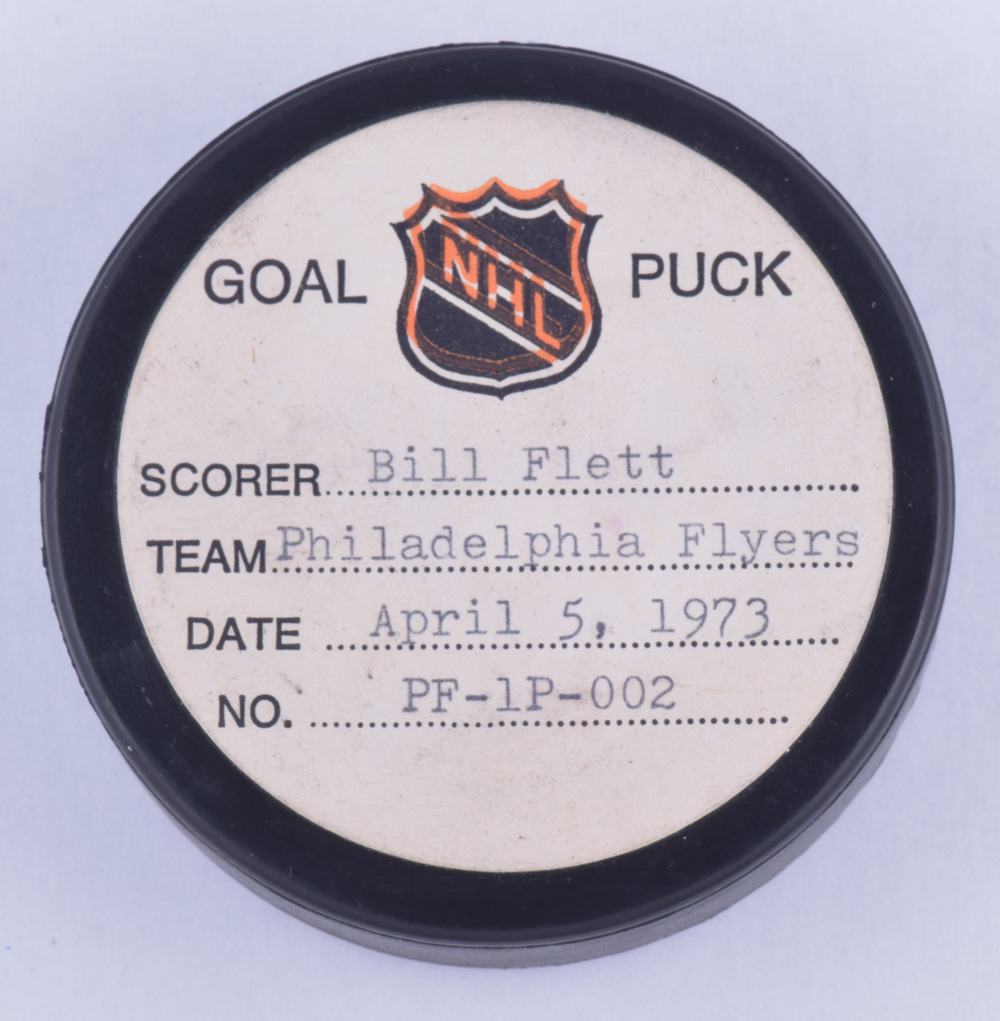 GOAL NHL PUCK
SCORER Bill Flett
TEAM Philadelphia Flyers
DATE April 5, 1973
NO. PF-1P-002